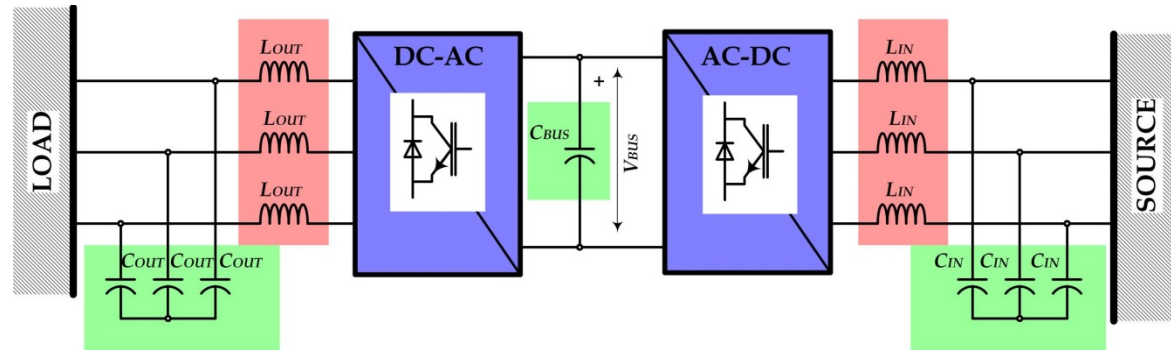 LOAD
LOUT
LOUT
LOUT
COUT COUT COUT
DC-AC
CBUS
+
VBUS
AC-DC
LIN
LIN
LIN
CIN CIN CIN
SOURCE